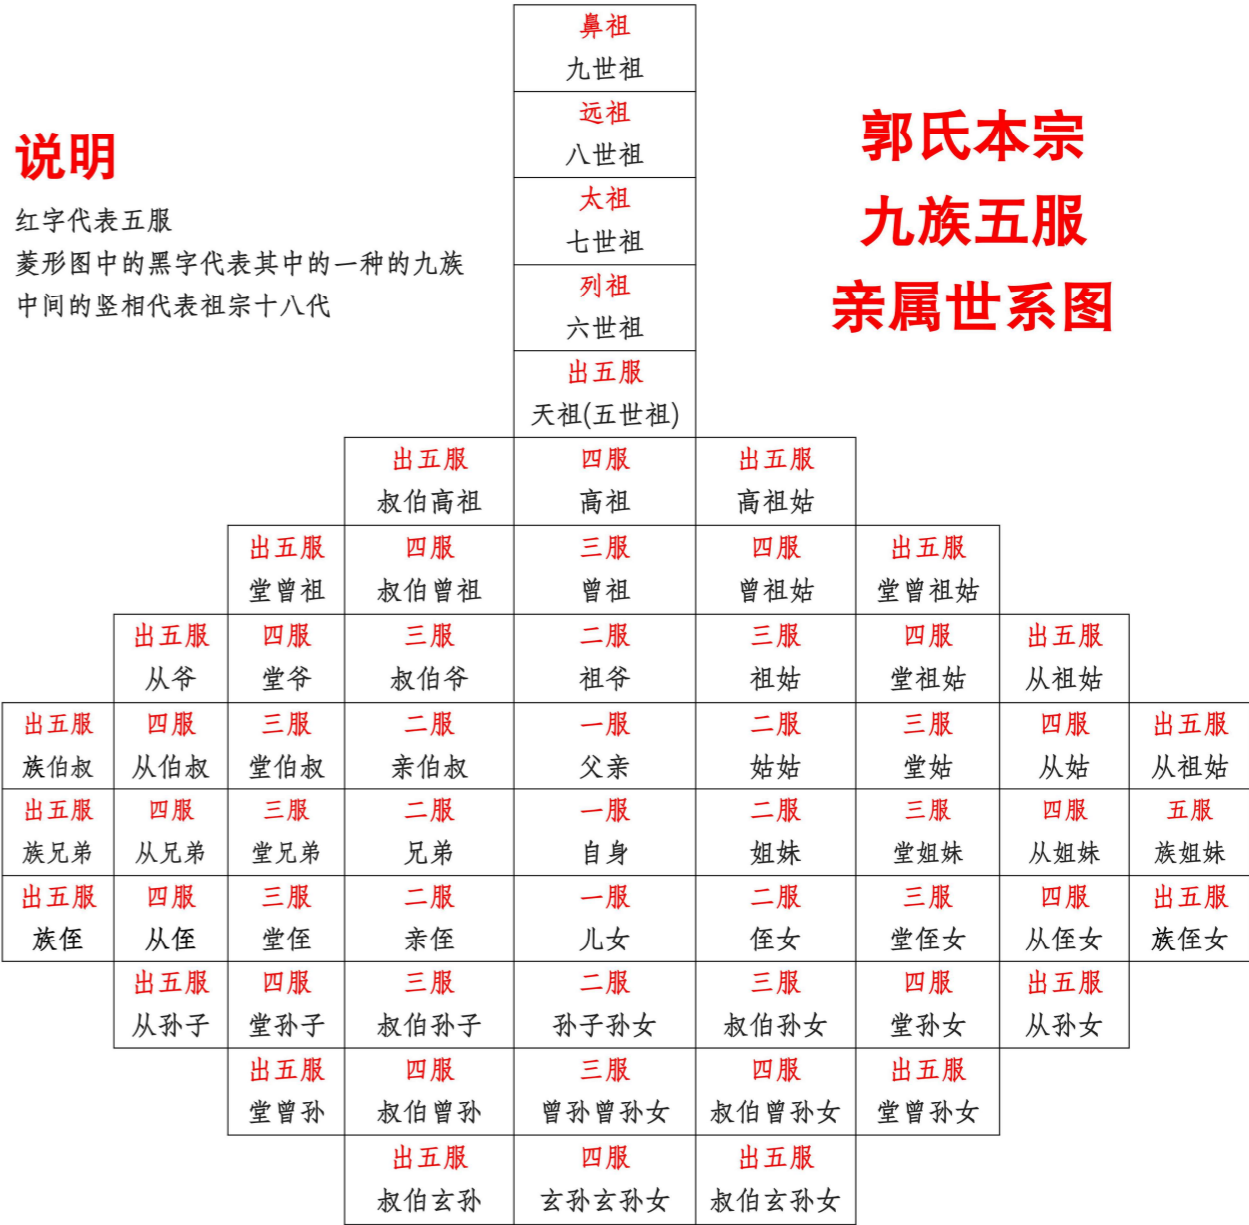 鼻祖
九世祖
远祖
八世祖
太祖
七世祖
列祖
六世祖
出五服
天祖(五世祖)
说明
红字代表五服
菱形图中的黑字代表其中的一种的九族
中间的竖相代表祖宗十八代
郭氏本宗
九族五服
亲属世系图
出五服 四服 出五服
叔伯高祖 高祖 高祖姑
出五服 四服 三服 四服 出五服
堂曾祖 叔伯曾祖 曾祖 曾祖姑 堂曾祖姑
出五服 四服 三服 二服 三服 四服 出五服
从爷 堂爷 叔伯爷 祖爷 祖姑 堂祖姑 从祖姑
出五服 四服 三服 二服 一服 二服 三服 四服 出五服
族伯叔 从伯叔 堂伯叔 亲伯叔 父亲 姑姑 堂姑 从姑 从祖姑
出五服 四服 三服 二服 一服 二服 三服 四服 五服
族兄弟 从兄弟 堂兄弟 兄弟 自身 姐妹 堂姐妹 从姐妹 族姐妹
出五服 四服 三服 二服 一服 二服 三服 四服 出五服
族侄 从侄 堂侄 亲侄 儿女 侄女 堂侄女 从侄女 族侄女
出五服 四服 三服 二服 三服 四服 出五服
从孙子 堂孙子 叔伯孙子 孙子孙女 叔伯孙女 堂孙女 从孙女
出五服 四服 三服 四服 出五服
堂曾孙 叔伯曾孙 曾孙曾孙女 叔伯曾孙女 堂曾孙女
出五服 四服 出五服
叔伯玄孙 玄孙玄孙女 叔伯玄孙女